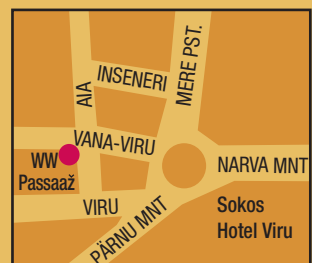 MERE PST.
INSENERI
AIA
VANA-VIRU
WW
Passaaž
NARVA MNT
VIRU
Sokos
Hotel Viru
PÄRNU MNT